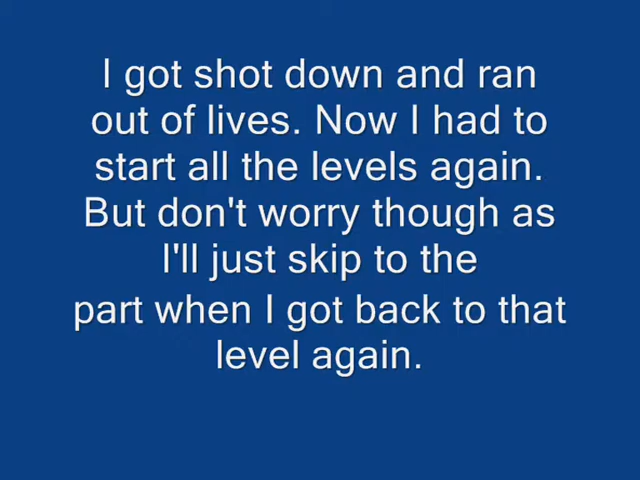 I got shot down and ran
out of lives. Now I had to
start all the levels again.
But don't worry though as
I'll just skip to the
part when I got back to that
level again.